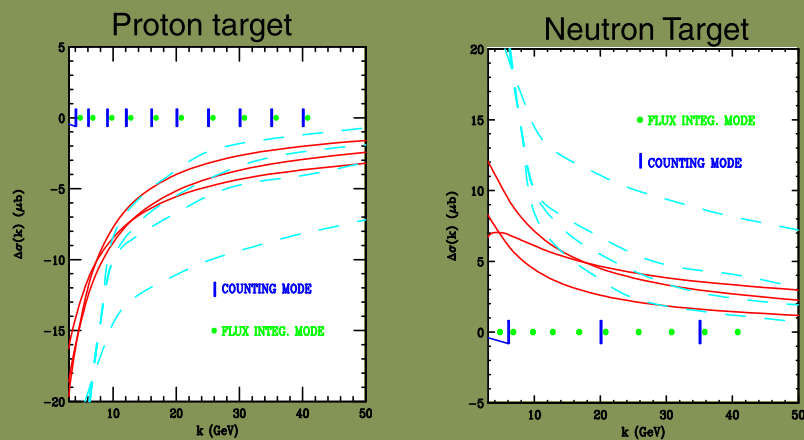 Proton target
Neutron Target
5
0
−5
−10
−15
−20
Δσ(k) (μb)
COUNTING MODE
FLUX INTEG. MODE
10
20
30
40
50
k (GeV)
20
15
10
5
0
−5
Δσ(k) (μb)
FLUX INTEG. MODE
COUNTING MODE
10
20
30
40
50
k (GeV)